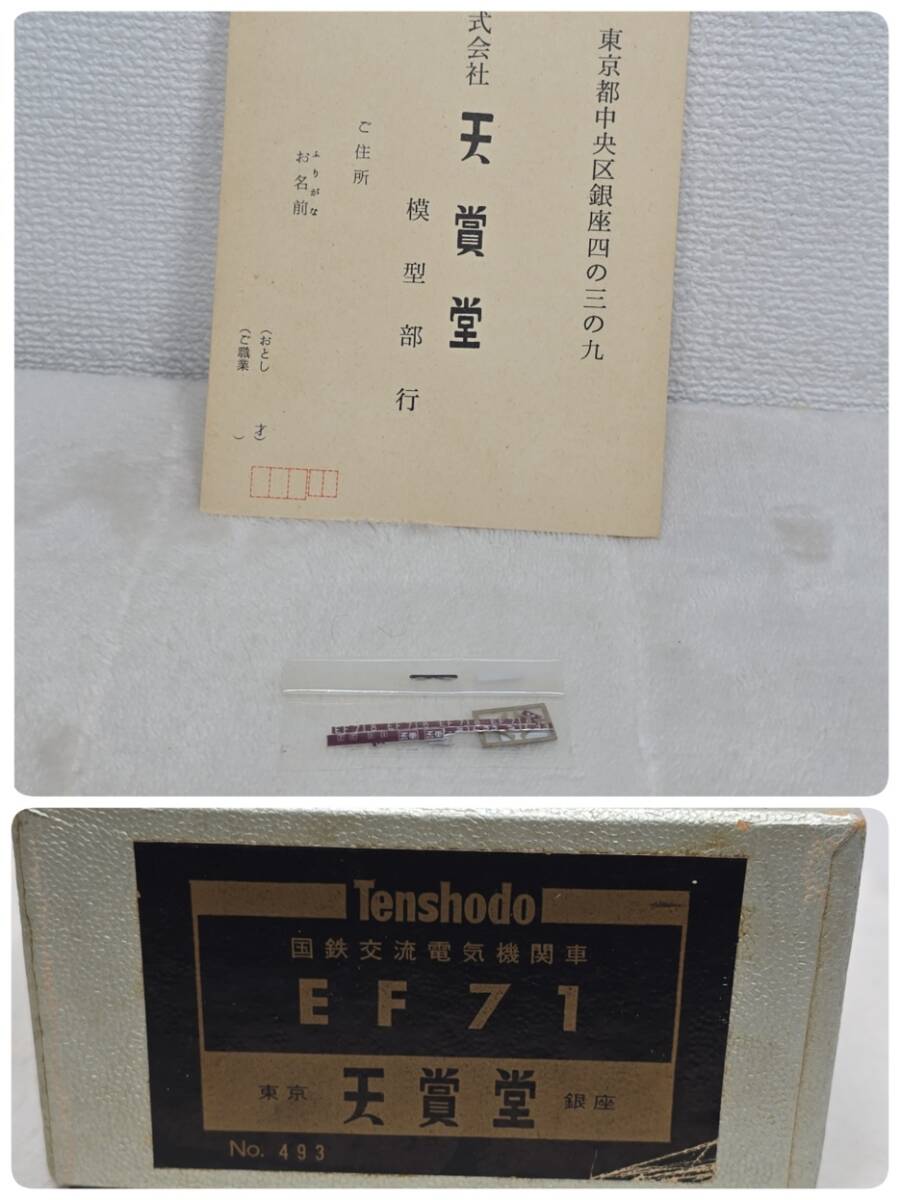 東京都中央区銀座四の三の九
式会社 天賞堂
模型部行
ご住所
ふりがな
お名前
（おとし 才）
（ご職業 ）
Tenshodo
国鉄交流電気機関車
EF71
東京 天賞堂 銀座
No. 493